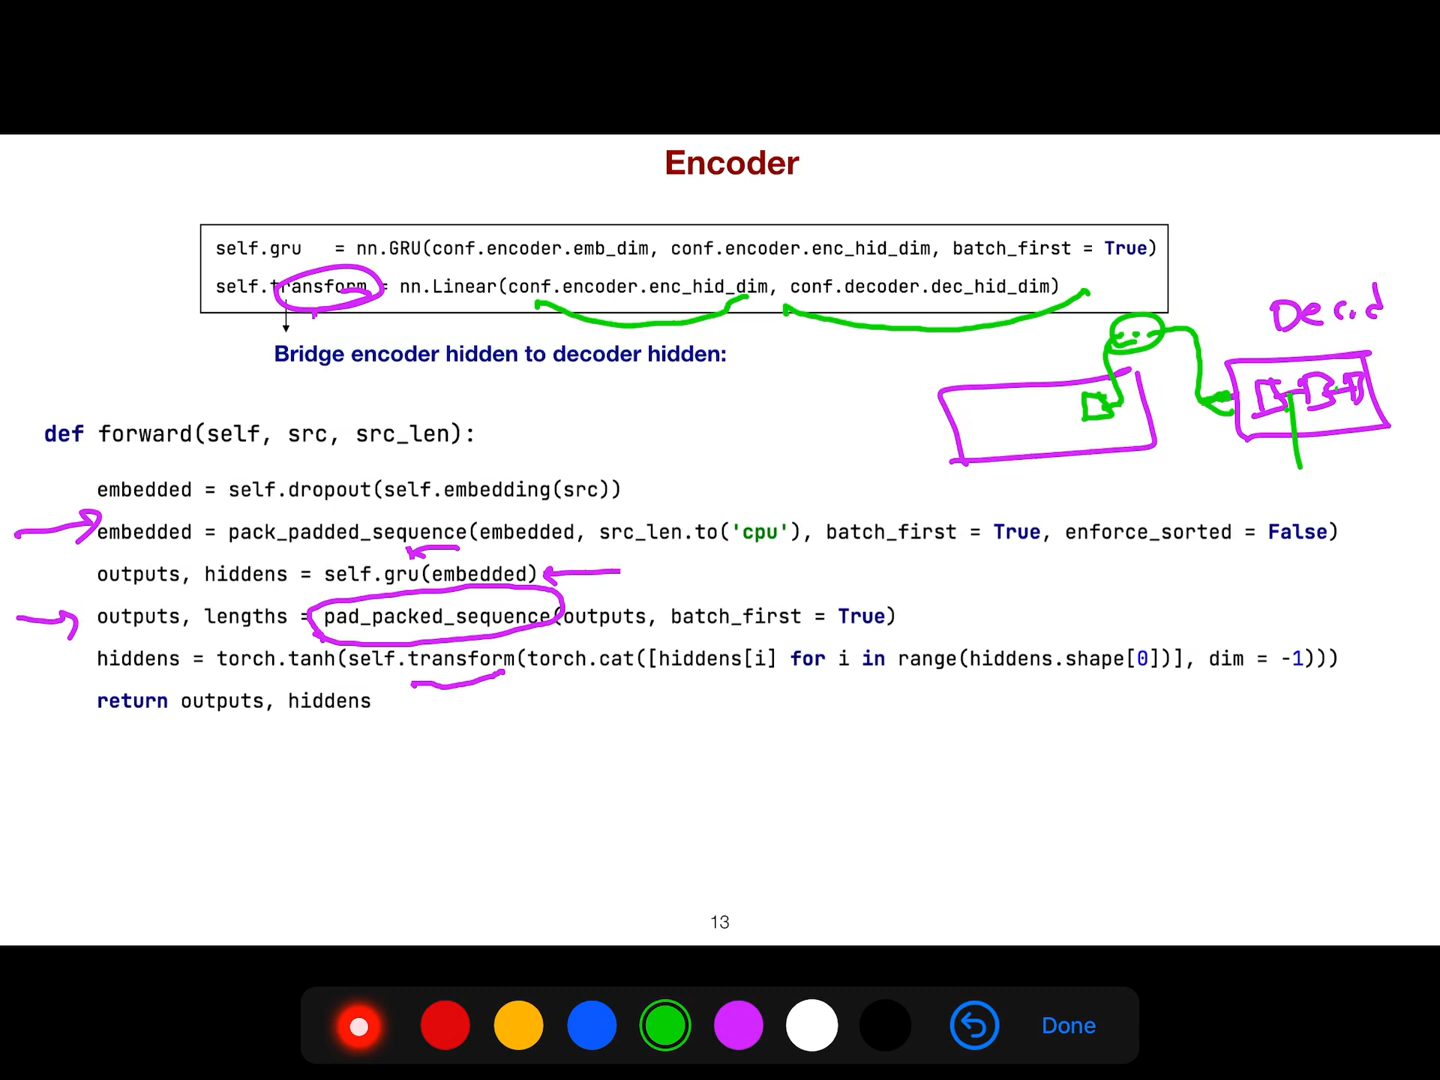 Encoder
self.gru   = nn.GRU(conf.encoder.emb_dim, conf.encoder.enc_hid_dim, batch_first = True)
self.transform = nn.Linear(conf.encoder.enc_hid_dim, conf.decoder.dec_hid_dim)
Bridge encoder hidden to decoder hidden:
def forward(self, src, src_len):
embedded = self.dropout(self.embedding(src))
embedded = pack_padded_sequence(embedded, src_len.to('cpu'), batch_first = True, enforce_sorted = False)
outputs, hiddens = self.gru(embedded)
outputs, lengths = pad_packed_sequence(outputs, batch_first = True)
hiddens = torch.tanh(self.transform(torch.cat([hiddens[i] for i in range(hiddens.shape[0])], dim = -1)))
return outputs, hiddens
13
Done